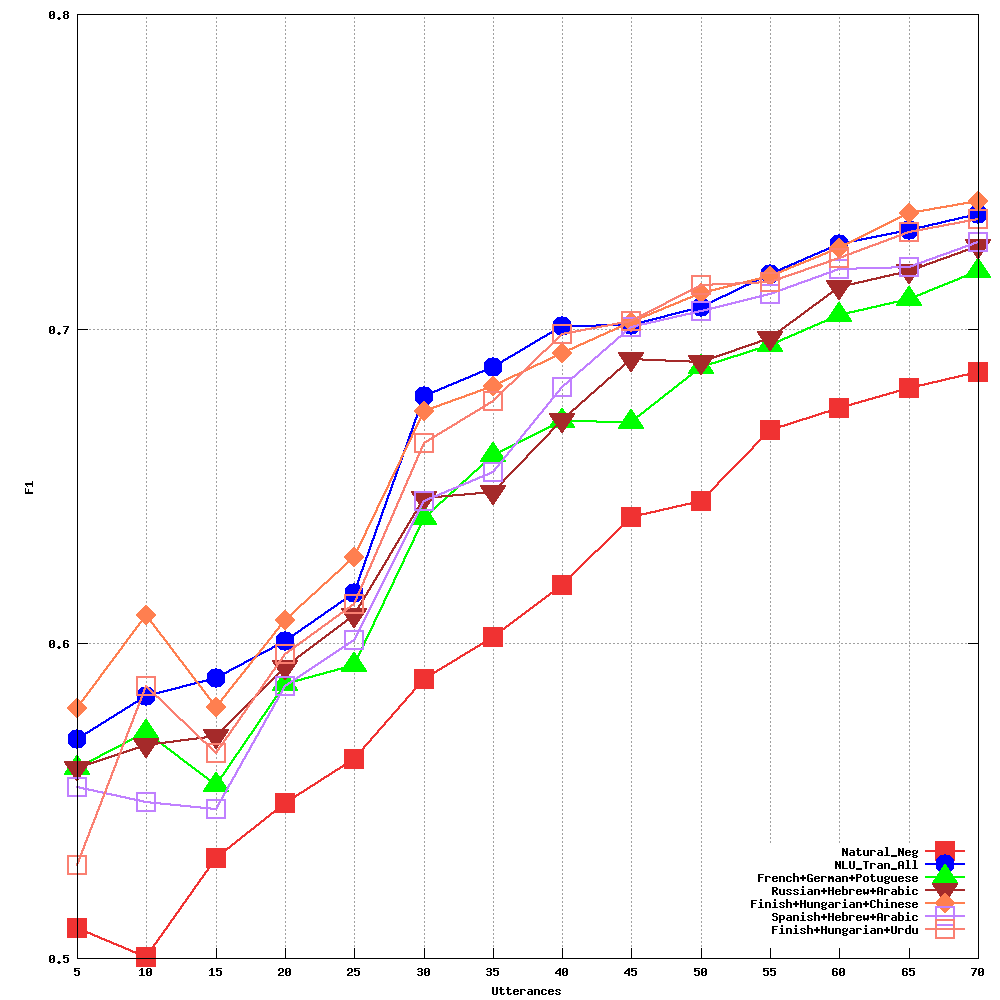 0.8
0.7
F1
0.6
Natural_Neg
NLU_Tran_All
French+German+Potuguese
Russian+Hebrew+Arabic
Finish+Hungarian+Chinese
Spanish+Hebrew+Arabic
Finish+Hungarian+Urdu
0.5
5 10 15 20 25 30 35 40 45 50 55 60 65 70
Utterances